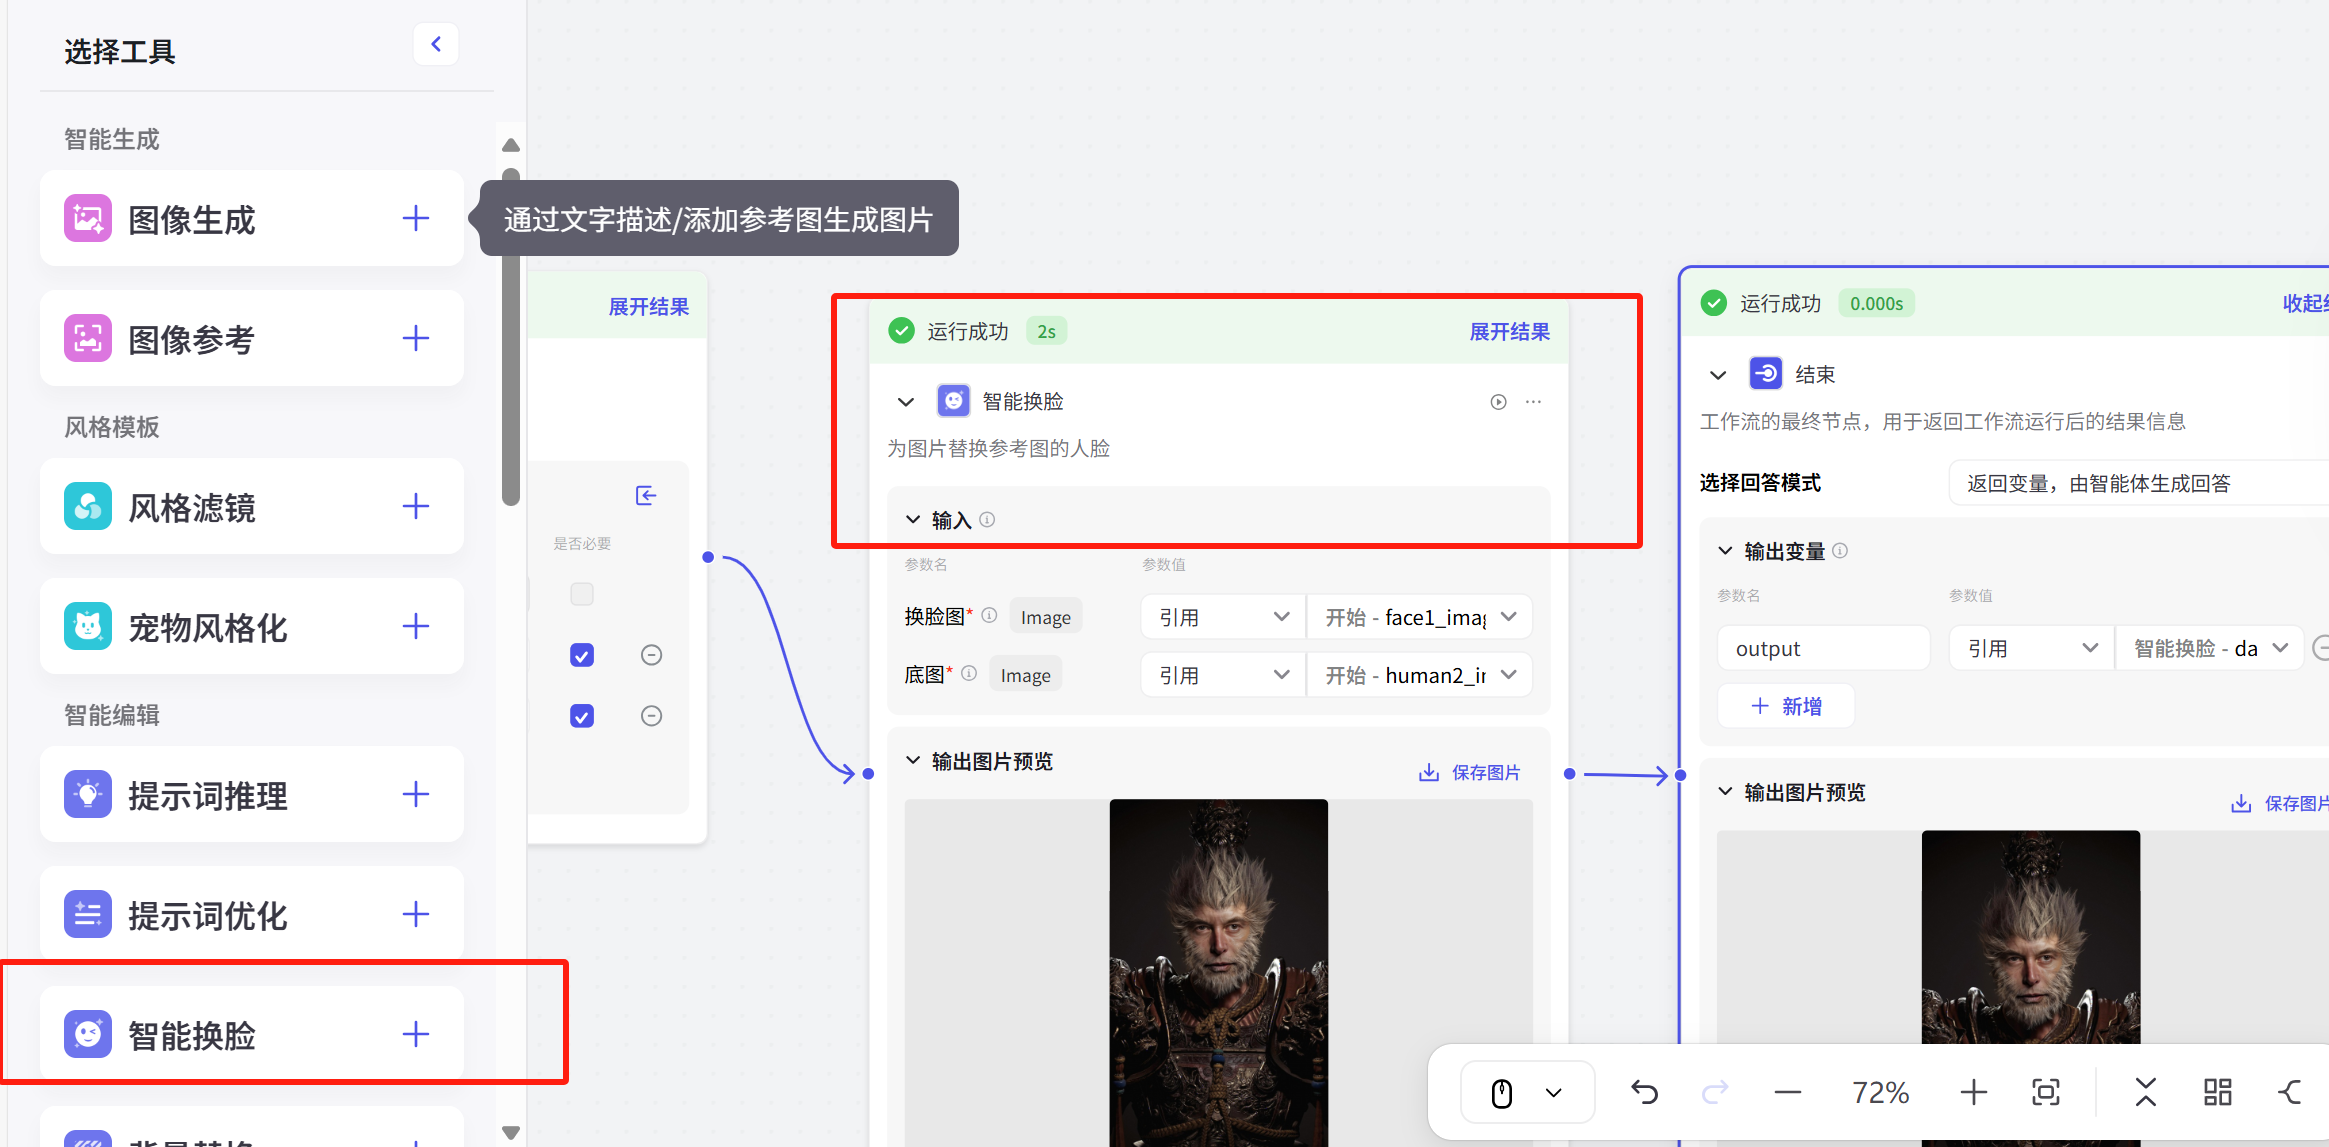 选择工具
智能生成
图像生成
通过文字描述/添加参考图生成图片
图像参考
风格模板
风格滤镜
宠物风格化
智能编辑
提示词推理
提示词优化
智能换脸
展开结果
是否必要
运行成功 2s 展开结果
智能换脸
为图片替换参考图的人脸
输入
参数名 参数值
换脸图* Image 引用 开始 - face1_imag
底图* Image 引用 开始 - human2_ir
输出图片预览 保存图片
运行成功 0.000s 收起
结束
工作流的最终节点，用于返回工作流运行后的结果信息
选择回答模式 返回变量，由智能体生成回答
输出变量
参数名 参数值
output 引用 智能换脸 - da
新增
输出图片预览 保存图片
72%